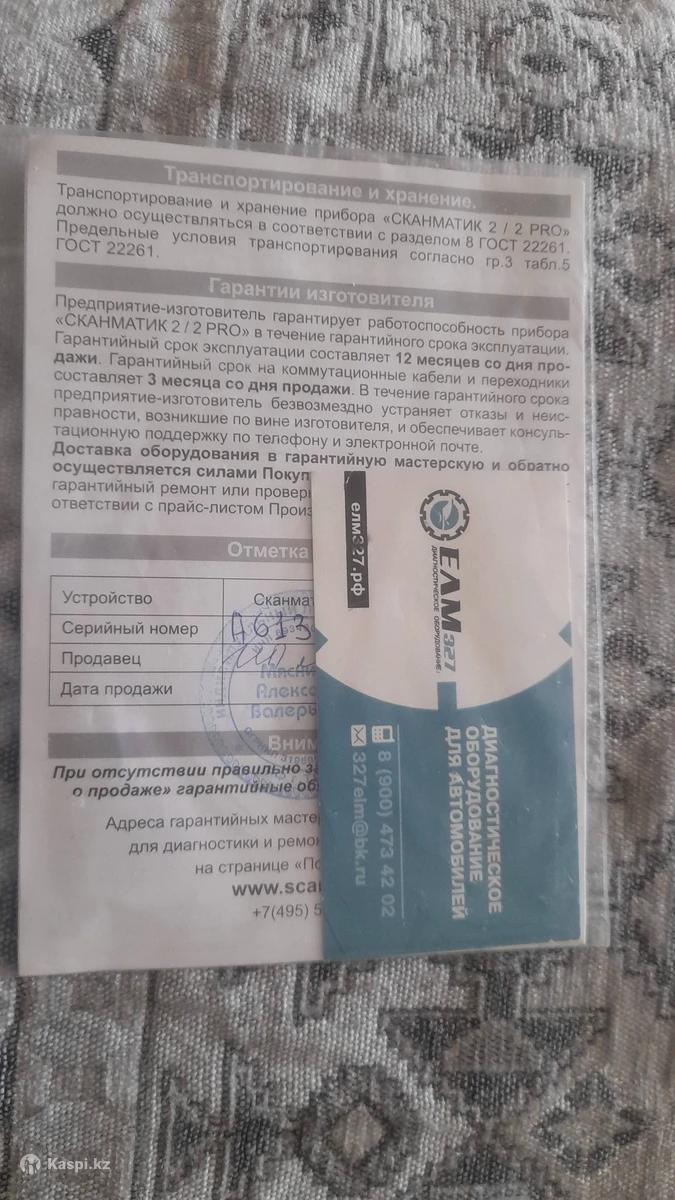 Транспортирование и хранение.
Транспортирование и хранение прибора «СКАНМАТИК 2 / 2 PRO»
должно осуществляться в соответствии с разделом 8 ГОСТ 22261.
Предельные условия транспортирования согласно гр.3 табл.5
ГОСТ 22261.
Гарантии изготовителя
Предприятие-изготовитель гарантирует работоспособность прибора
«СКАНМАТИК 2 / 2 PRO» в течение гарантийного срока эксплуатации.
Гарантийный срок эксплуатации составляет 12 месяцев со дня про-
дажи. Гарантийный срок на коммутационные кабели и переходники
составляет 3 месяца со дня продажи. В течение гарантийного срока
предприятие-изготовитель безвозмездно устраняет отказы и неис-
правности, возникшие по вине изготовителя, и обеспечивает консуль-
тационную поддержку по телефону и электронной почте.
Доставка оборудования в гарантийную мастерскую и обратно
осуществляется силами Покуп
гарантийный ремонт или провер
ответствии с прайс-листом Произ
Отметка
Устройство Сканмат
Серийный номер А613
Продавец
Дата продажи
Алекс
Валерь
Вним
При отсутствии правильно за
о продаже» гарантийные об
Адреса гарантийных мастер
для диагностики и ремо
на странице «По
www.sca
+7(495) 5
елм327.рф
ЕЛМ327
ДИАГНОСТИЧЕСКОЕ ОБОРУДОВАНИЕ
ДИАГНОСТИЧЕСКОЕ
ОБОРУДОВАНИЕ
ДЛЯ АВТОМОБИЛЕЙ
8 (900) 473 42 02
327elm@bk.ru
Kaspi.kz